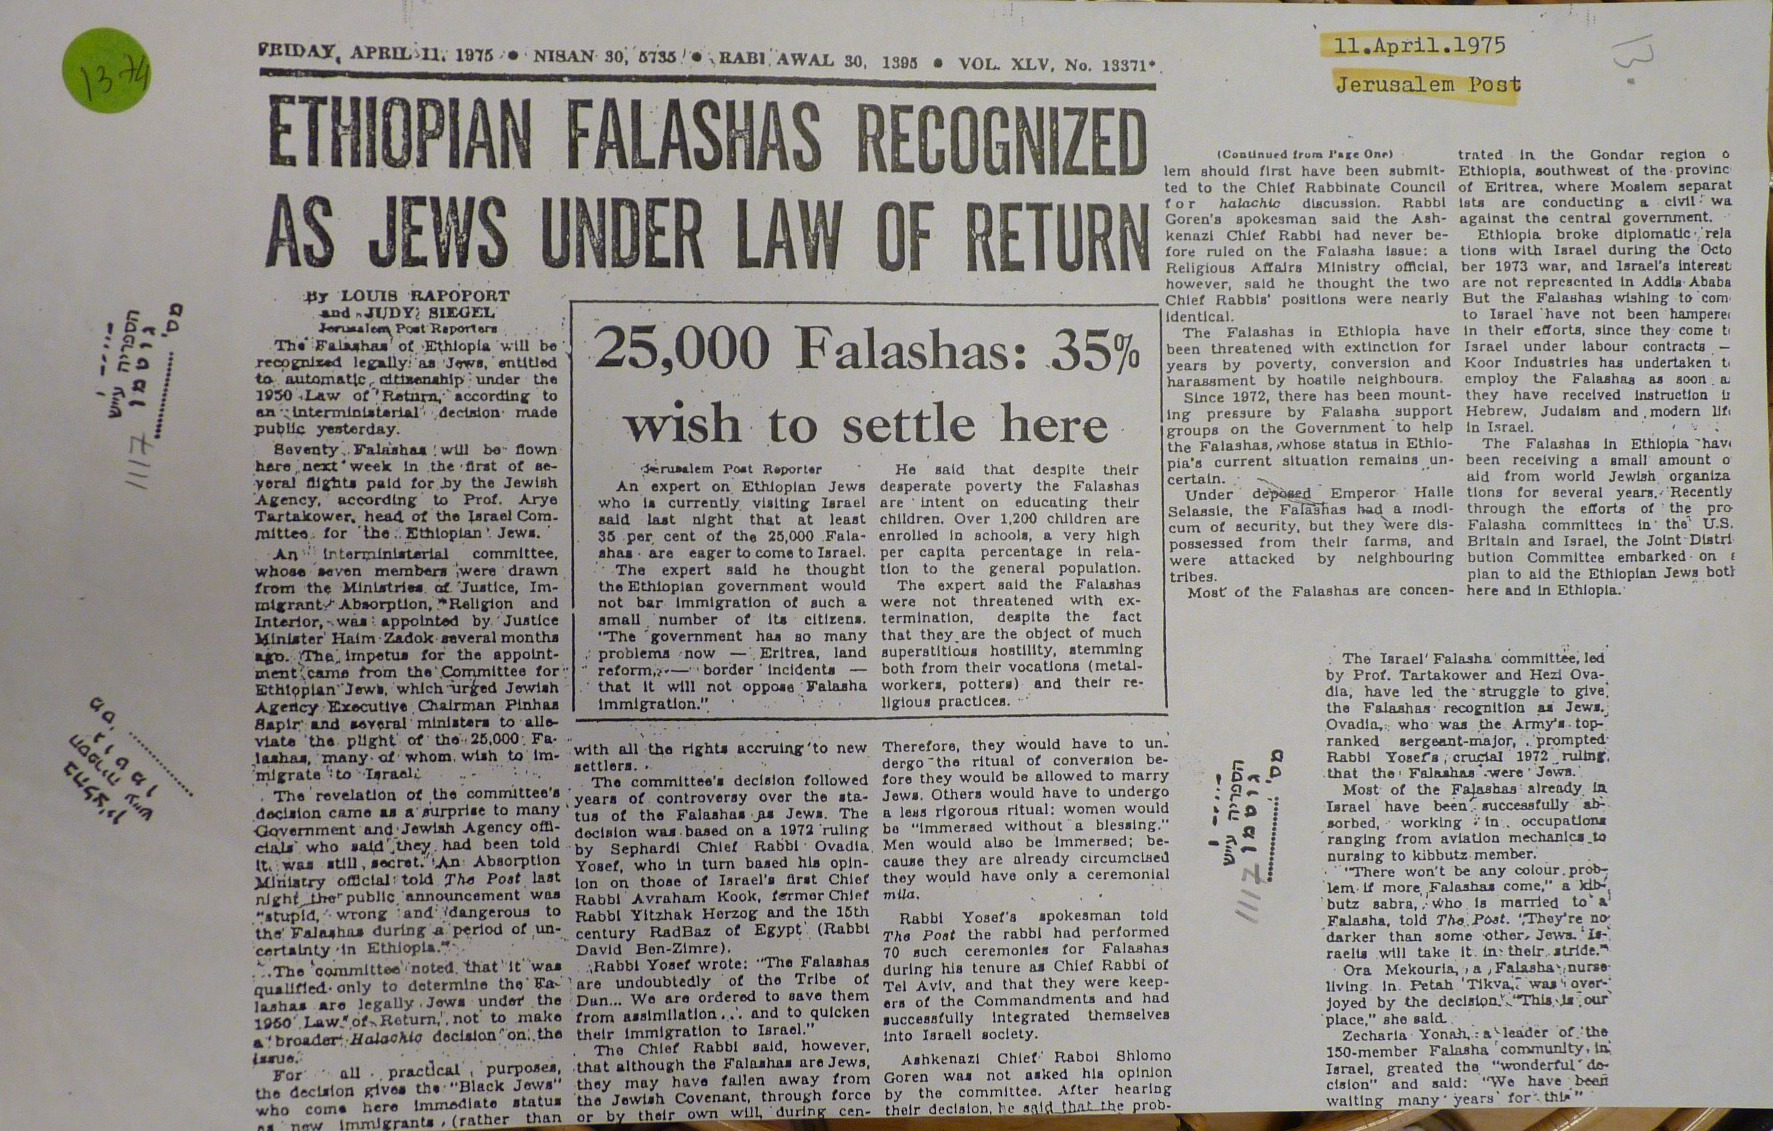 13-74
FRIDAY, APRIL 11, 1975 • NISAN 30, 5735 • RABI AWAL 30, 1395 • VOL. XLV, No. 13371*
11.April.1975
Jerusalem Post
13.
ETHIOPIAN FALASHAS RECOGNIZED
AS JEWS UNDER LAW OF RETURN
By LOUIS RAPOPORT
and JUDY SIEGEL
Jerusalem Post Reporters
The Falashas of Ethiopia will be
recognized legally as Jews, entitled
to automatic citizenship under the
1950 Law of Return, according to
an interministerial decision made
public yesterday.
Seventy Falashas will be flown
here next week in the first of se-
veral flights paid for by the Jewish
Agency, according to Prof. Arye
Tartakower, head of the Israel Com-
mittee for the Ethiopian Jews.
An interministerial committee,
whose seven members were drawn
from the Ministries of Justice, Im-
migrant Absorption, Religion and
Interior, was appointed by Justice
Minister Haim Zadok several months
ago. The impetus for the appoint-
ment came from the Committee for
Ethiopian Jews, which urged Jewish
Agency Executive Chairman Pinhas
Sapir and several ministers to alle-
viate the plight of the 25,000 Fa-
lashas, many of whom wish to im-
migrate to Israel.
The revelation of the committee's
decision came as a surprise to many
Government and Jewish Agency offi-
cials who said they had been told
it was still secret. An Absorption
Ministry official told The Post last
night the public announcement was
"stupid, wrong and dangerous to
the Falashas during a period of un-
certainty in Ethiopia."
The committee noted that it was
qualified only to determine the Fa-
lashas are legally Jews under the
1950 Law of Return, not to make
a broader Halachic decision on the
issue.
For all practical purposes,
the decision gives the "Black Jews"
who come here immediate status
as new immigrants (rather than
25,000 Falashas: 35%
wish to settle here
Jerusalem Post Reporter
An expert on Ethiopian Jews
who is currently visiting Israel
said last night that at least
35 per cent of the 25,000 Fala-
shas are eager to come to Israel.
The expert said he thought
the Ethiopian government would
not bar immigration of such a
small number of its citizens.
"The government has so many
problems now — Eritrea, land
reform, — border incidents —
that it will not oppose Falasha
immigration."
He said that despite their
desperate poverty the Falashas
are intent on educating their
children. Over 1,200 children are
enrolled in schools, a very high
per capita percentage in rela-
tion to the general population.
The expert said the Falashas
were not threatened with ex-
termination, despite the fact
that they are the object of much
superstitious hostility, stemming
both from their vocations (metal-
workers, potters) and their re-
ligious practices.
with all the rights accruing to new
settlers.
The committee's decision followed
years of controversy over the sta-
tus of the Falashas as Jews. The
decision was based on a 1972 ruling
by Sephardi Chief Rabbi Ovadia
Yosef, who in turn based his opin-
ion on those of Israel's first Chief
Rabbi Avraham Kook, former Chief
Rabbi Yitzhak Herzog and the 15th
century RadBaz of Egypt (Rabbi
David Ben-Zimre).
Rabbi Yosef wrote: "The Falashas
are undoubtedly of the Tribe of
Dan... We are ordered to save them
from assimilation... and to quicken
their immigration to Israel."
The Chief Rabbi said, however,
that although the Falashas are Jews,
they may have fallen away from
the Jewish Covenant, through force
or by their own will, during cen-
Therefore, they would have to un-
dergo the ritual of conversion be-
fore they would be allowed to marry
Jews. Others would have to undergo
a less rigorous ritual: women would
be "immersed without a blessing."
Men would also be immersed; be-
cause they are already circumcised
they would have only a ceremonial
mila.
Rabbi Yosef's spokesman told
The Post the rabbi had performed
70 such ceremonies for Falashas
during his tenure as Chief Rabbi of
Tel Aviv, and that they were keep-
ers of the Commandments and had
successfully integrated themselves
into Israeli society.
Ashkenazi Chief Rabbi Shlomo
Goren was not asked his opinion
by the committee. After hearing
their decision, he said that the prob-
(Continued from Page One)
lem should first have been submit-
ted to the Chief Rabbinate Council
for halachic discussion. Rabbi
Goren's spokesman said the Ash-
kenazi Chief Rabbi had never be-
fore ruled on the Falasha issue; a
Religious Affairs Ministry official,
however, said he thought the two
Chief Rabbis' positions were nearly
identical.
The Falashas in Ethiopia have
been threatened with extinction for
years by poverty, conversion and
harassment by hostile neighbours.
Since 1972, there has been mount-
ing pressure by Falasha support
groups on the Government to help
the Falashas, whose status in Ethio-
pia's current situation remains un-
certain.
Under deposed Emperor Haile
Selassie, the Falashas had a modi-
cum of security, but they were dis-
possessed from their farms, and
were attacked by neighbouring
tribes.
Most of the Falashas are concen-
trated in the Gondar region o
Ethiopia, southwest of the provinc
of Eritrea, where Moslem separat
ists are conducting a civil wa
against the central government.
Ethiopia broke diplomatic rela
tions with Israel during the Octo
ber 1973 war, and Israel's interest
are not represented in Addis Ababa
But the Falashas wishing to com
to Israel have not been hampere
in their efforts, since they come t
Israel under labour contracts —
Koor Industries has undertaken t
employ the Falashas as soon a
they have received instruction i
Hebrew, Judaism and modern lif
in Israel.
The Falashas in Ethiopia hav
been receiving a small amount o
aid from world Jewish organiza
tions for several years. Recently
through the efforts of the pro
Falasha committees in the U.S.
Britain and Israel, the Joint Distri
bution Committee embarked on a
plan to aid the Ethiopian Jews both
here and in Ethiopia.
The Israel Falasha committee, led
by Prof. Tartakower and Hezi Ova-
dia, have led the struggle to give
the Falashas recognition as Jews.
Ovadia, who was the Army's top-
ranked sergeant-major, prompted
Rabbi Yosef's crucial 1972 ruling
that the Falashas were Jews.
Most of the Falashas already in
Israel have been successfully ab-
sorbed, working in occupations
ranging from aviation mechanics to
nursing to kibbutz member.
"There won't be any colour prob-
lem if more Falashas come," a kib-
butz sabra, who is married to a
Falasha, told The Post. "They're no
darker than some other Jews. Is-
raelis will take it in their stride."
Ora Mekouria, a Falasha nurse
living in Petah Tikva, was over-
joyed by the decision. "This is our
place," she said.
Zecharia Yonah, a leader of the
150-member Falasha community in
Israel, greeted the "wonderful de-
cision" and said: "We have been
waiting many years for this"
מס'
גוטמן
הספריה ע"ש
מס'
גוטמן
הספריה ע"ש